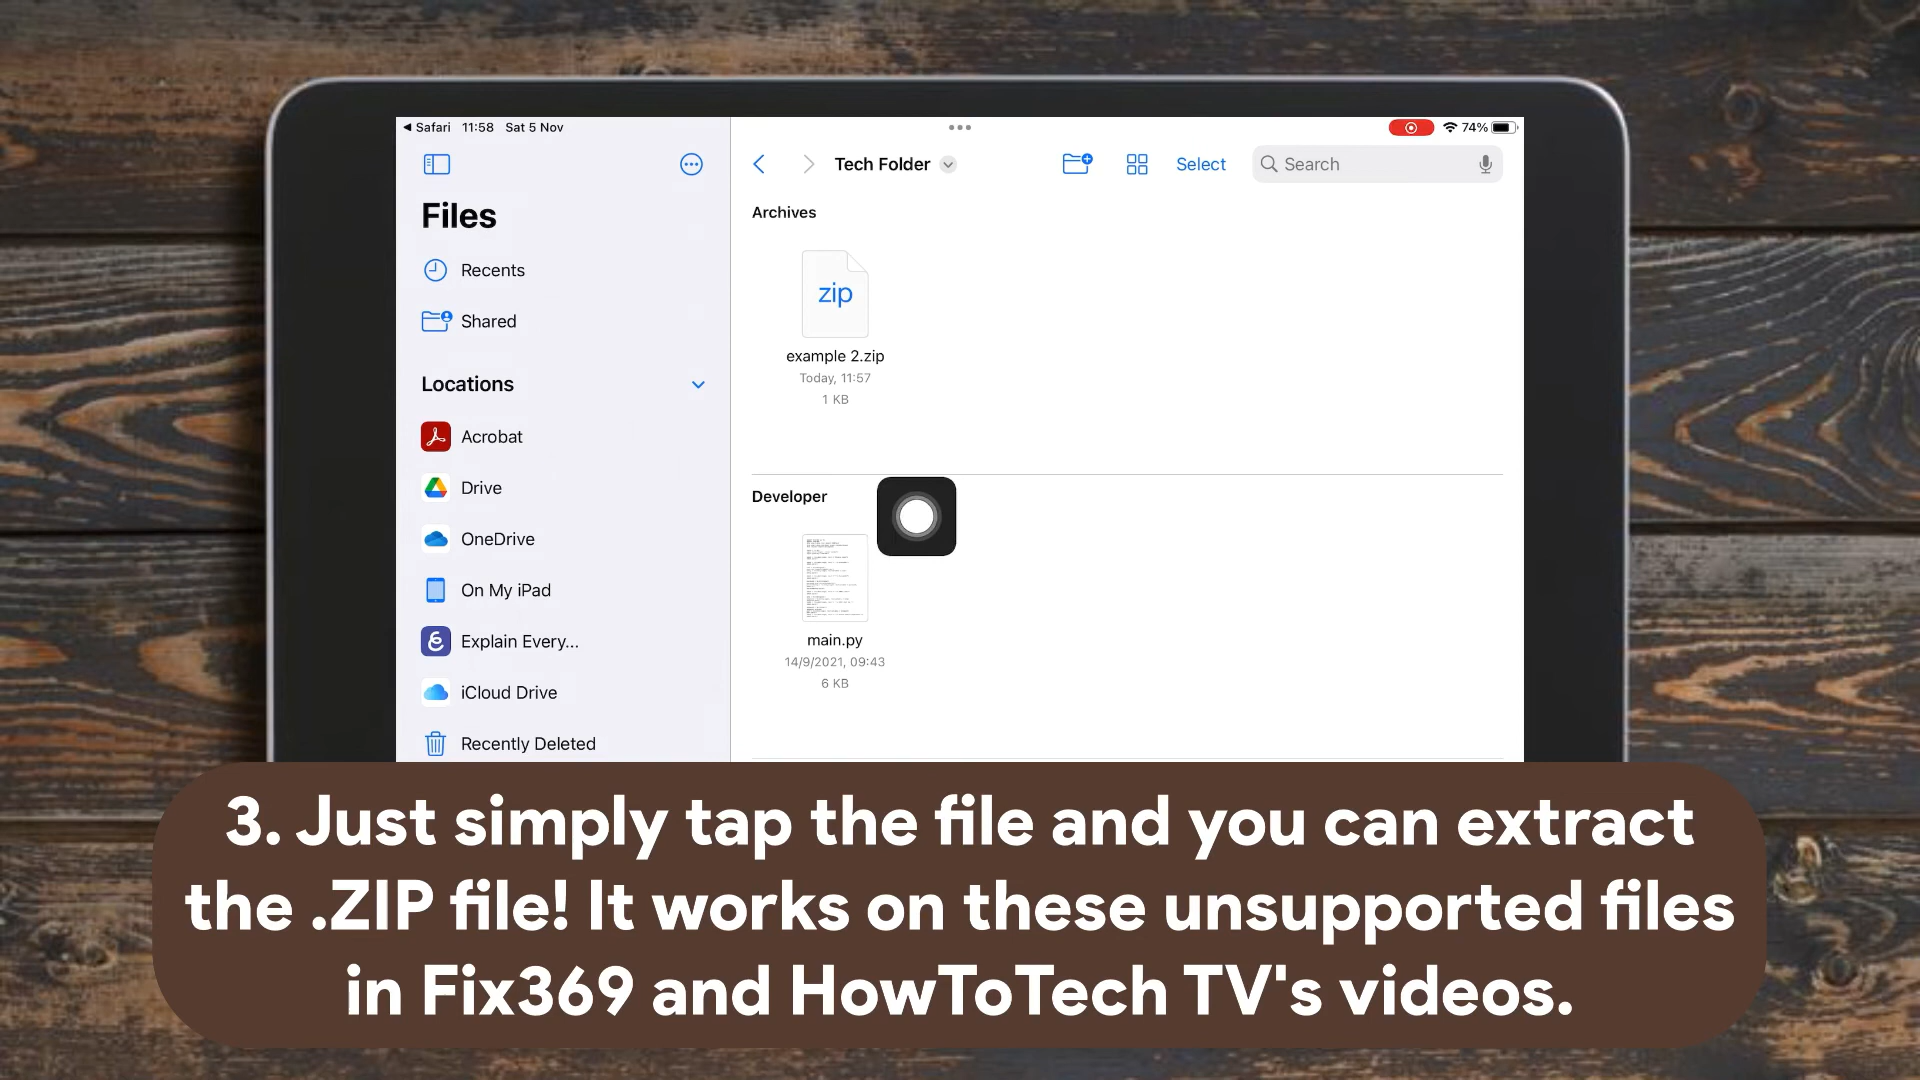 ◀ Safari 11:58 Sat 5 Nov
74%
Files
Recents
Shared
Locations
Acrobat
Drive
OneDrive
On My iPad
Explain Every...
iCloud Drive
Recently Deleted
Tech Folder
Select
Search
Archives
zip
example 2.zip
Today, 11:57
1 KB
Developer
main.py
14/9/2021, 09:43
6 KB
3. Just simply tap the file and you can extract
the .ZIP file! It works on these unsupported files
in Fix369 and HowToTech TV's videos.